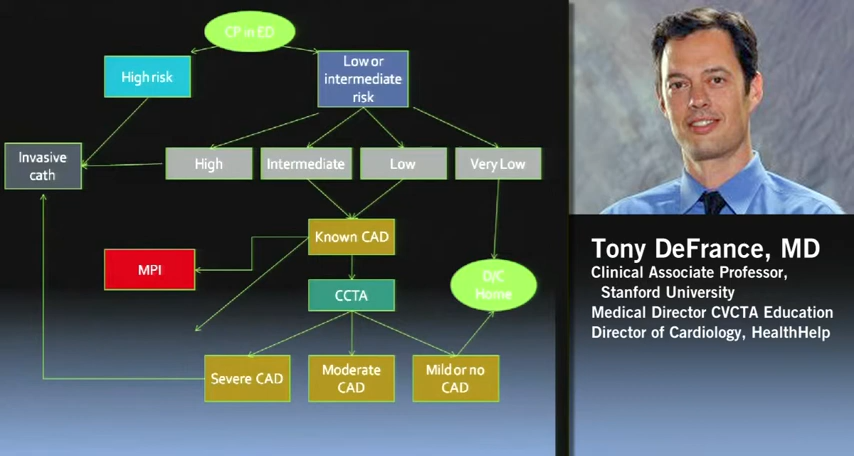 CP in ED
High risk
Low or
intermediate
risk
Invasive
cath
High
Intermediate
Low
Very Low
Known CAD
MPI
CCTA
D/C
Home
Severe CAD
Moderate
CAD
Mild or no
CAD
Tony DeFrance, MD
Clinical Associate Professor,
Stanford University
Medical Director CVCTA Education
Director of Cardiology, HealthHelp